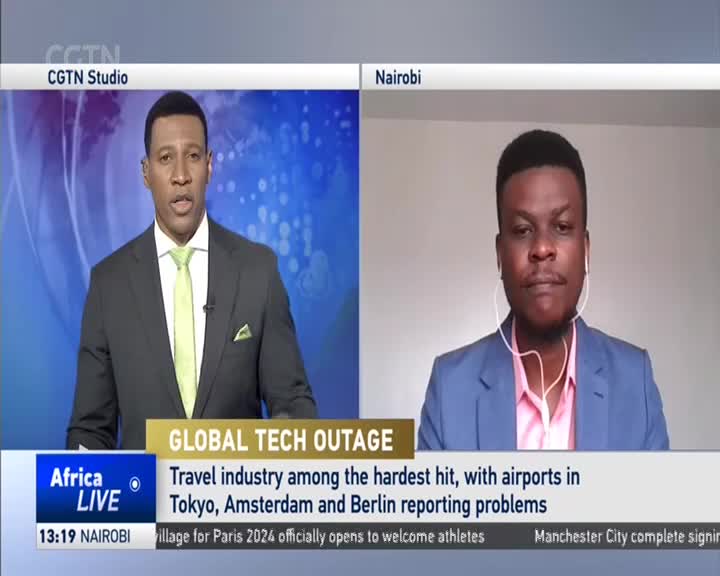 CGTN
CGTN Studio
Nairobi
GLOBAL TECH OUTAGE
Travel industry among the hardest hit, with airports in
Tokyo, Amsterdam and Berlin reporting problems
Africa
LIVE
13:19 NAIROBI
village for Paris 2024 officially opens to welcome athletes
Manchester City complete signin